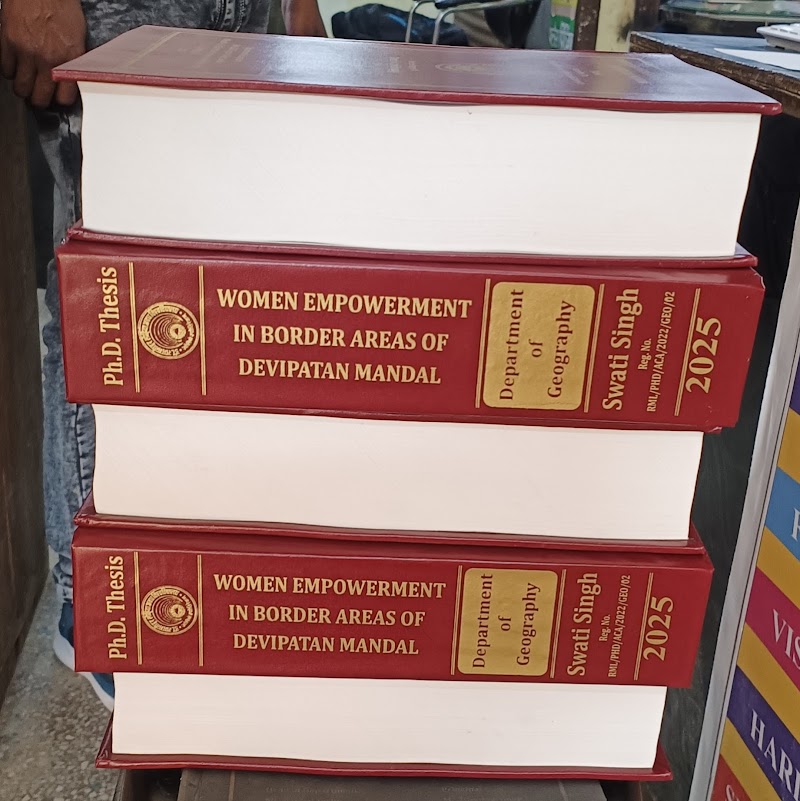 Ph.D. Thesis
WOMEN EMPOWERMENT
IN BORDER AREAS OF
DEVIPATAN MANDAL
Department
of
Geography
Swati Singh
Reg. No.
RML/PHD/ACA/2022/GEO/02
2025
Ph.D. Thesis
WOMEN EMPOWERMENT
IN BORDER AREAS OF
DEVIPATAN MANDAL
Department
of
Geography
Swati Singh
Reg. No.
RML/PHD/ACA/2022/GEO/02
2025
VIS
HARD